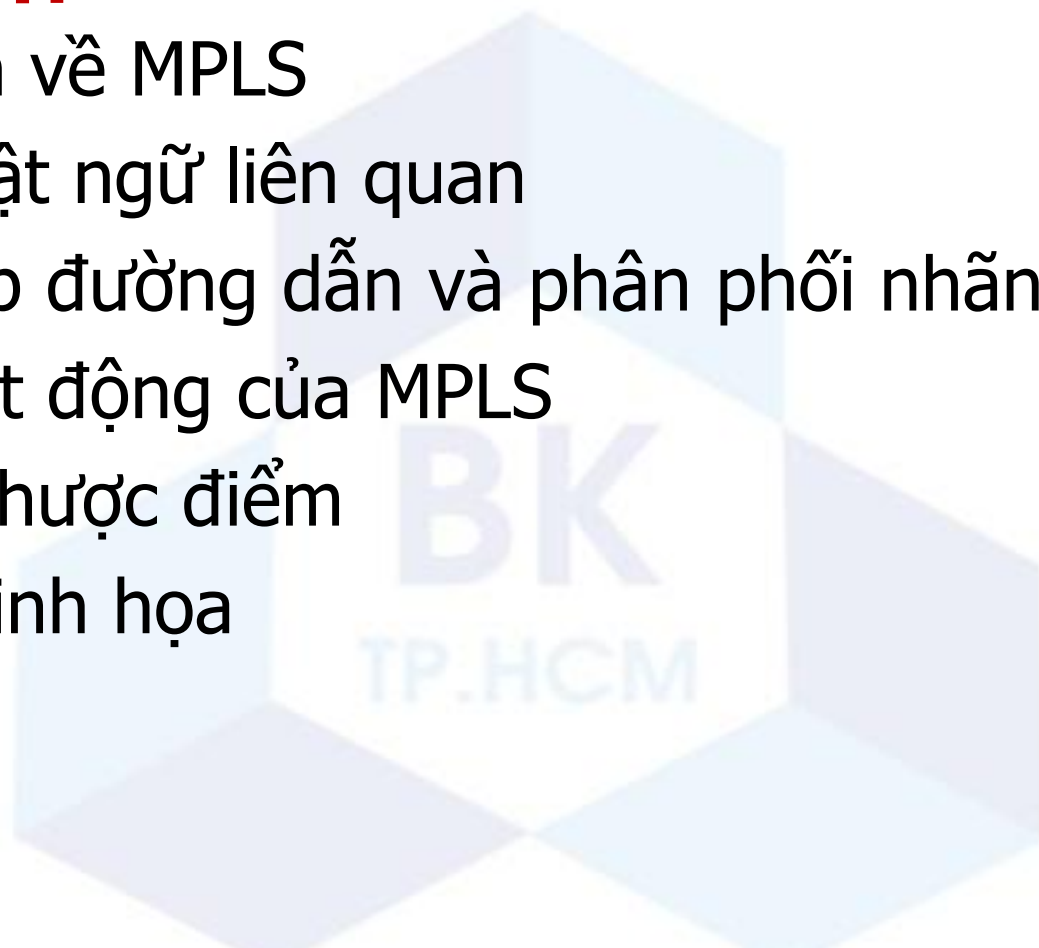 về MPLS
ật ngữ liên quan
đường dẫn và phân phối nhãn
t động của MPLS
hược điểm
inh họa
BK
TP.HCM